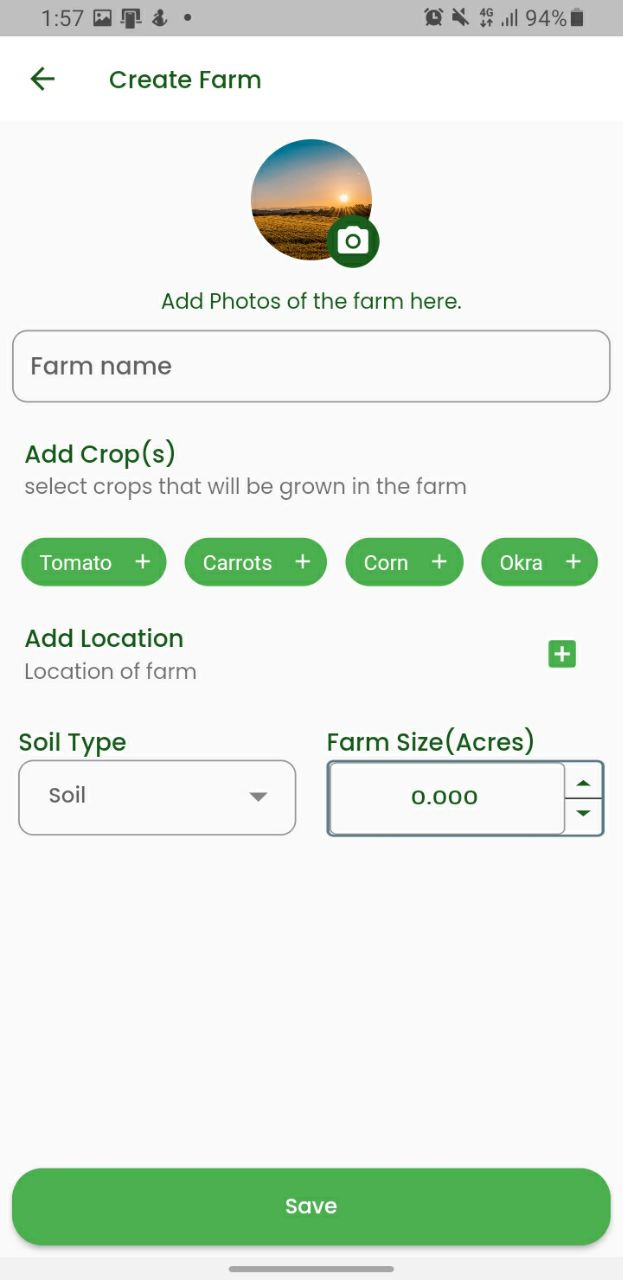 1:57 4G 94%
Create Farm
Add Photos of the farm here.
Farm name
Add Crop(s)
select crops that will be grown in the farm
Tomato + Carrots + Corn + Okra +
Add Location
Location of farm
Soil Type Farm Size(Acres)
Soil 0.000
Save